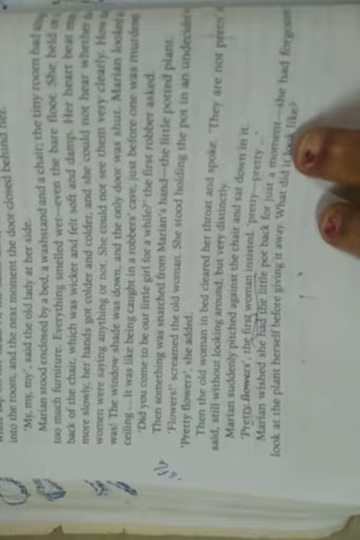 into the room, and the next moment the door closed behind her.
'My, my, my', said the old lady at her side.
Marian stood enclosed by a bed, a washstand and a chair; the tiny room had
too much furniture. Everything smelled wet—even the bare floor. She held
back of the chair, which was wicker and felt soft and damp. Her heart beat
more slowly, her hands got colder and colder, and she could not hear whether
women were saying anything or not. She could not see them very clearly. How
was! The window shade was down, and the only door was shut. Marian looked
ceiling ... It was like being caught in a robbers' cave, just before one was
'Did you come to be our little girl for a while?' the first robber asked.
Then something was snatched from Marian's hand—the little potted plant.
'Flowers!' screamed the old woman. She stood holding the pot in an
'Pretty flowers', she added.
Then the old woman in bed cleared her throat and spoke. 'They are not
said, still without looking around, but very distinctly.
Marian suddenly pitched against the chair and sat down in it.
'Pretty flowers', the first woman insisted, 'pretty—pretty...'
Marian wished she had the little pot back for just a moment—she had
look at the plant herself before giving it away. What did it look like?